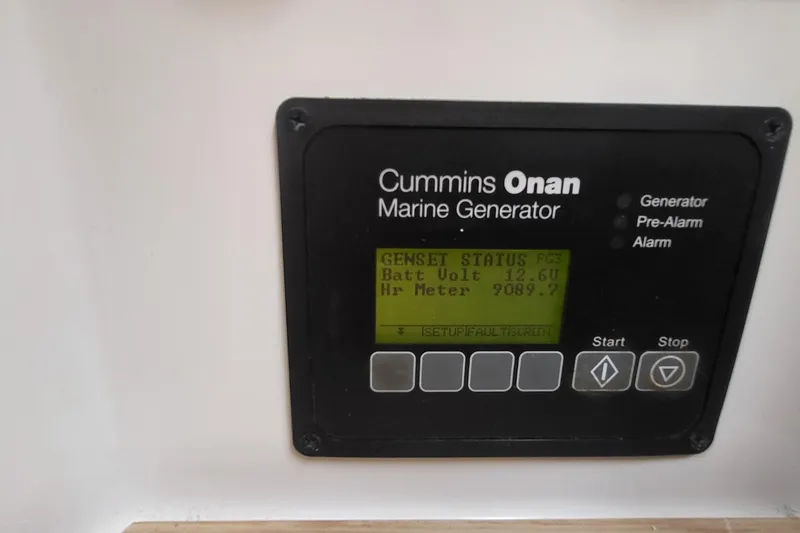 Cummins Onan
Marine Generator
Generator
Pre-Alarm
Alarm
GENSET STATUS
Batt Volt 12.6V
Hr Meter 9089.7
SETUP|FAULT|SCREEN
Start Stop